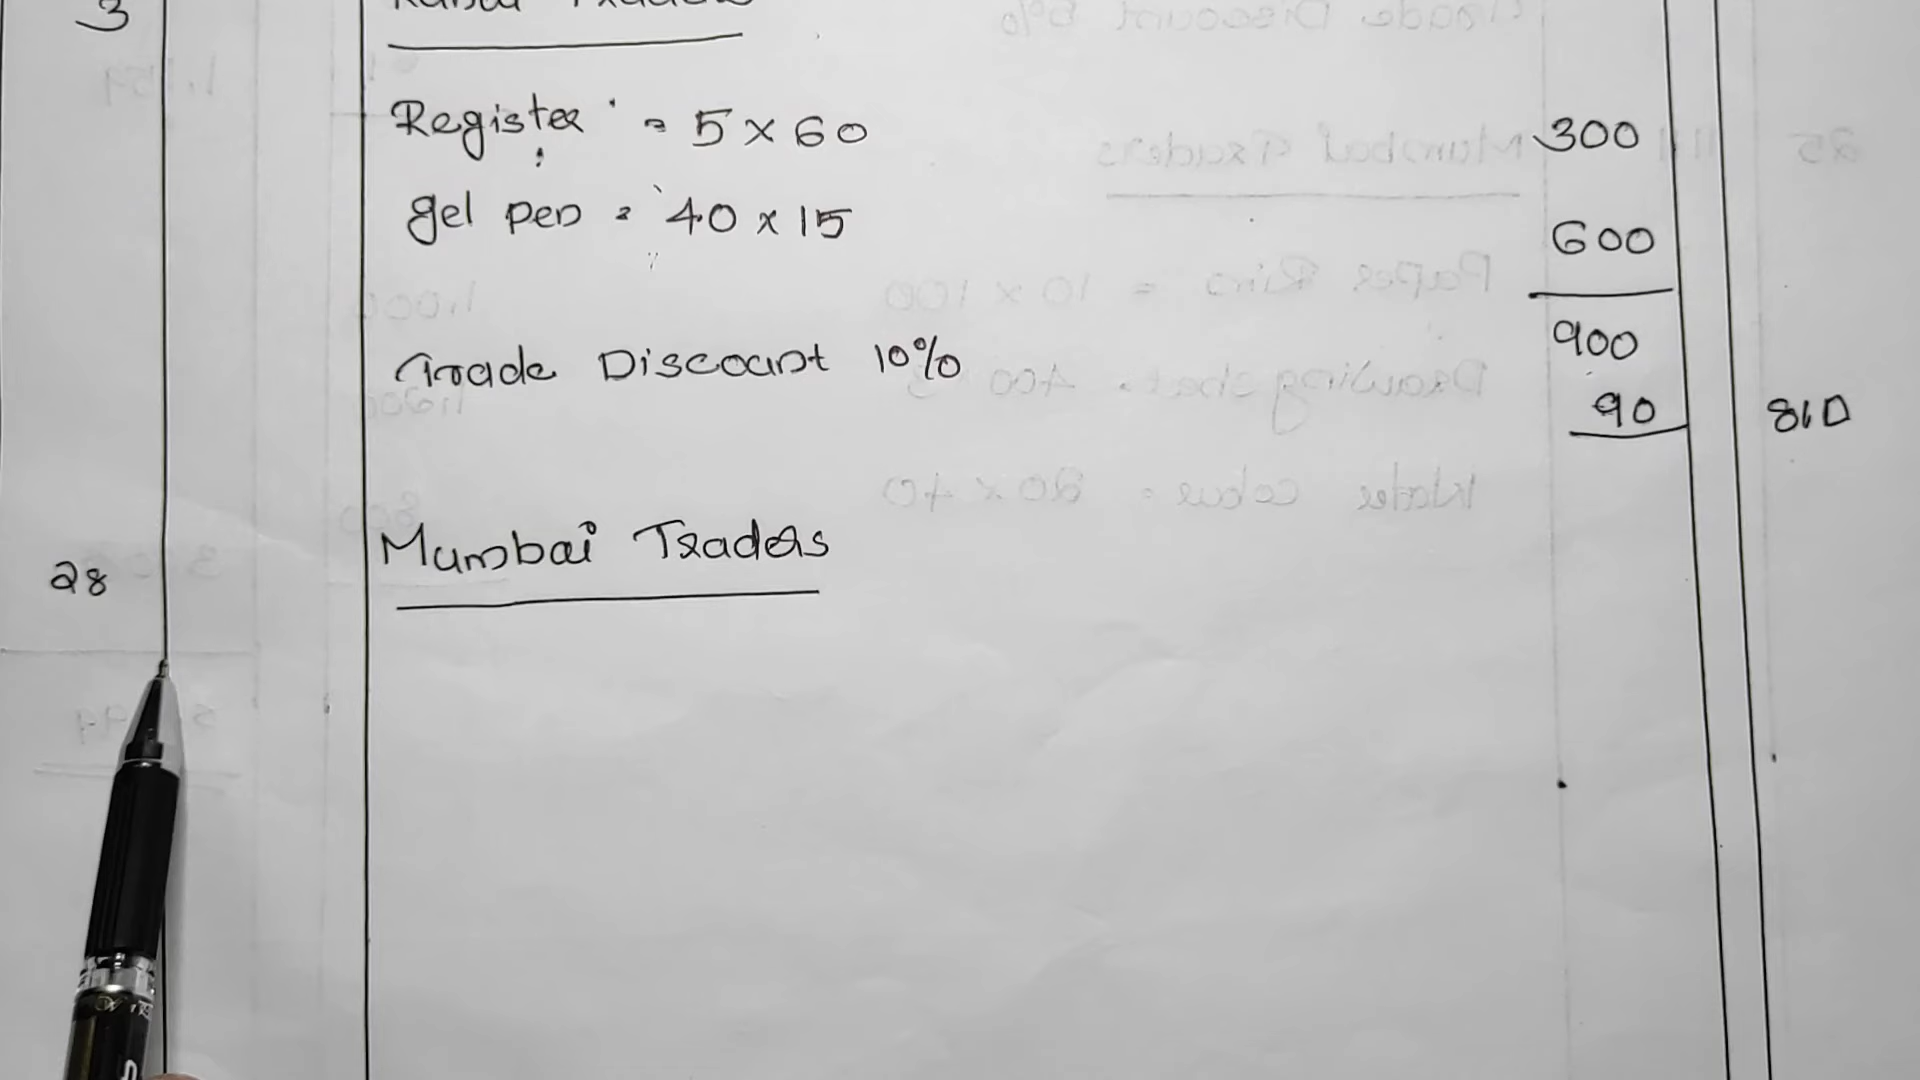 3
Register = 5 x 60 300
gel pen = 40 x 15 600
900
Trade Discount 10%
90 810
28 Mumbai Traders